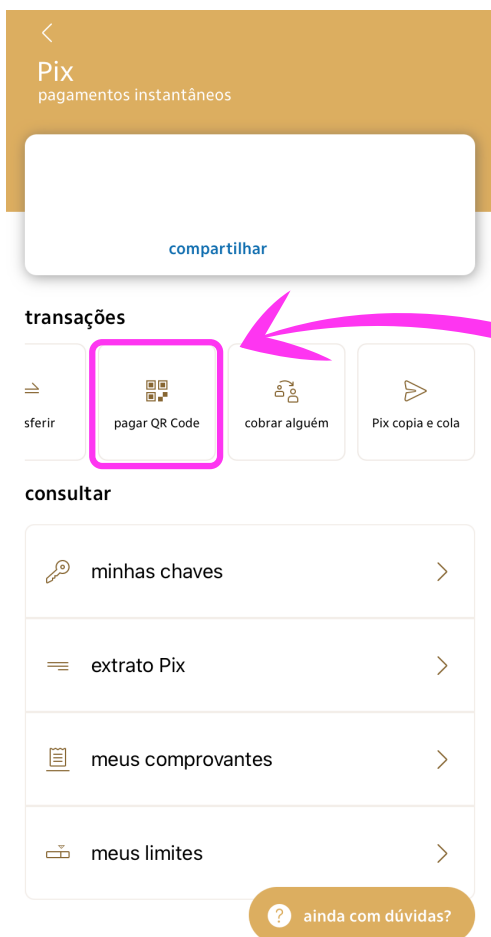 Pix
pagamentos instantâneos
compartilhar
transações
sferir
pagar QR Code
cobrar alguém
Pix copia e cola
consultar
minhas chaves
extrato Pix
meus comprovantes
meus limites
? ainda com dúvidas?